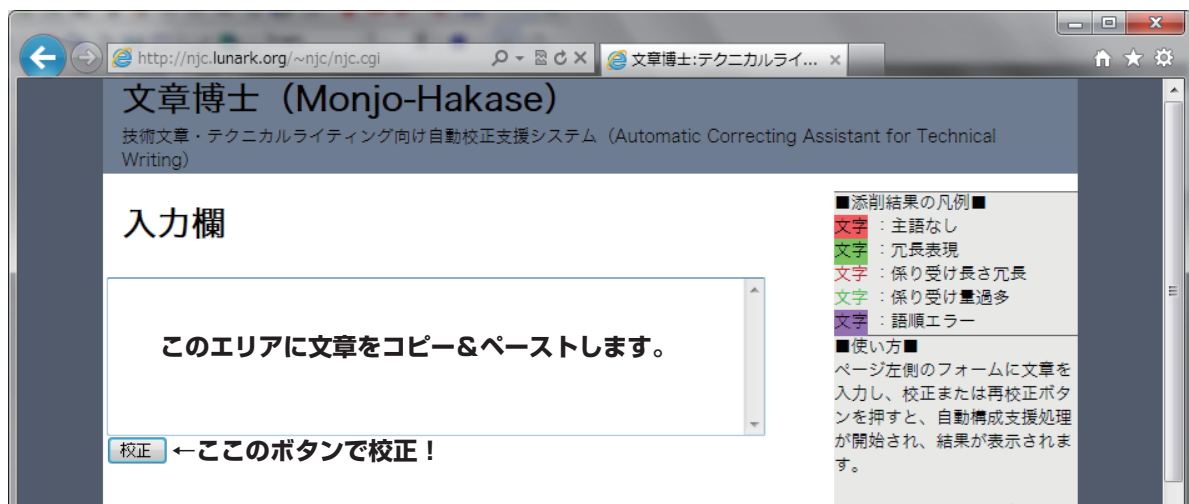 http://njc.lunark.org/~njc/njc.cgi
文章博士:テクニカルライ...
文章博士（Monjo-Hakase）
技術文章・テクニカルライティング向け自動校正支援システム（Automatic Correcting Assistant for Technical
Writing）
入力欄
このエリアに文章をコピー＆ペーストします。
校正 ←ここのボタンで校正！
■添削結果の凡例■
文字：主語なし
文字：冗長表現
文字：係り受け長さ冗長
文字：係り受け量過多
文字：語順エラー
■使い方■
ページ左側のフォームに文章を
入力し、校正または再校正ボタ
ンを押すと、自動構成支援処理
が開始され、結果が表示されま
す。